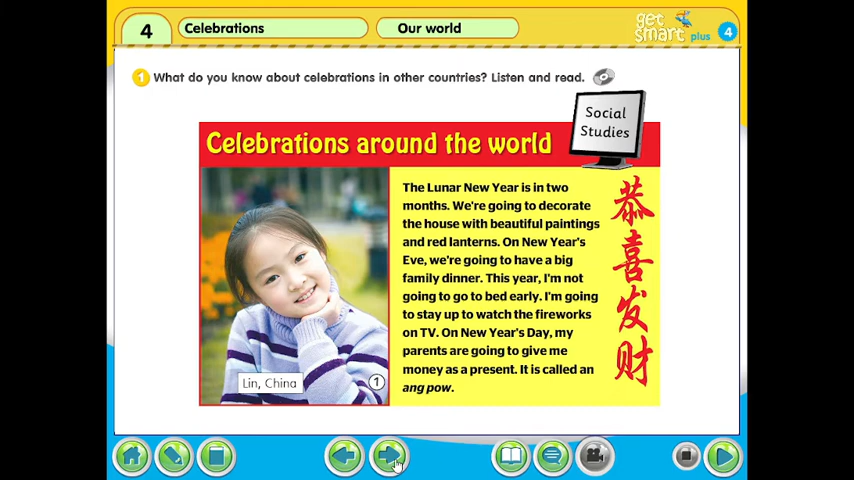 4
Celebrations
Our world
get smart plus 4
1 What do you know about celebrations in other countries? Listen and read.
Social
Studies
Celebrations around the world
The Lunar New Year is in two
months. We're going to decorate
the house with beautiful paintings
and red lanterns. On New Year's
Eve, we're going to have a big
family dinner. This year, I'm not
going to go to bed early. I'm going
to stay up to watch the fireworks
on TV. On New Year's Day, my
parents are going to give me
money as a present. It is called an
ang pow.
恭喜发财
Lin, China
1